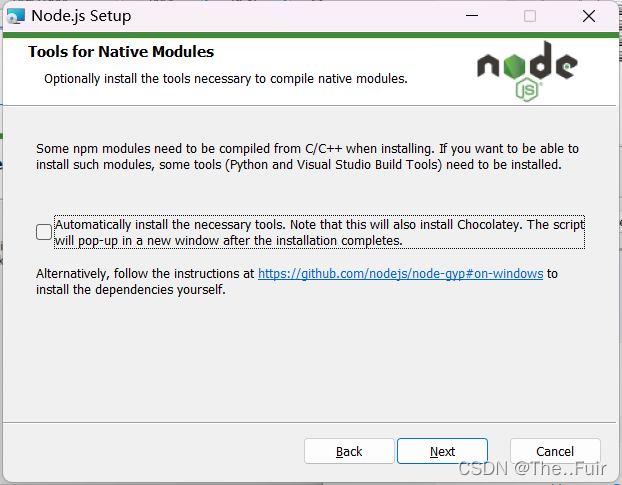 Node.js Setup
Tools for Native Modules
Optionally install the tools necessary to compile native modules.
node
JS
Some npm modules need to be compiled from C/C++ when installing. If you want to be able to
install such modules, some tools (Python and Visual Studio Build Tools) need to be installed.
Automatically install the necessary tools. Note that this will also install Chocolatey. The script
will pop-up in a new window after the installation completes.
Alternatively, follow the instructions at https://github.com/nodejs/node-gyp#on-windows to
install the dependencies yourself.
Back Next Cancel
CSDN @The..Fuir